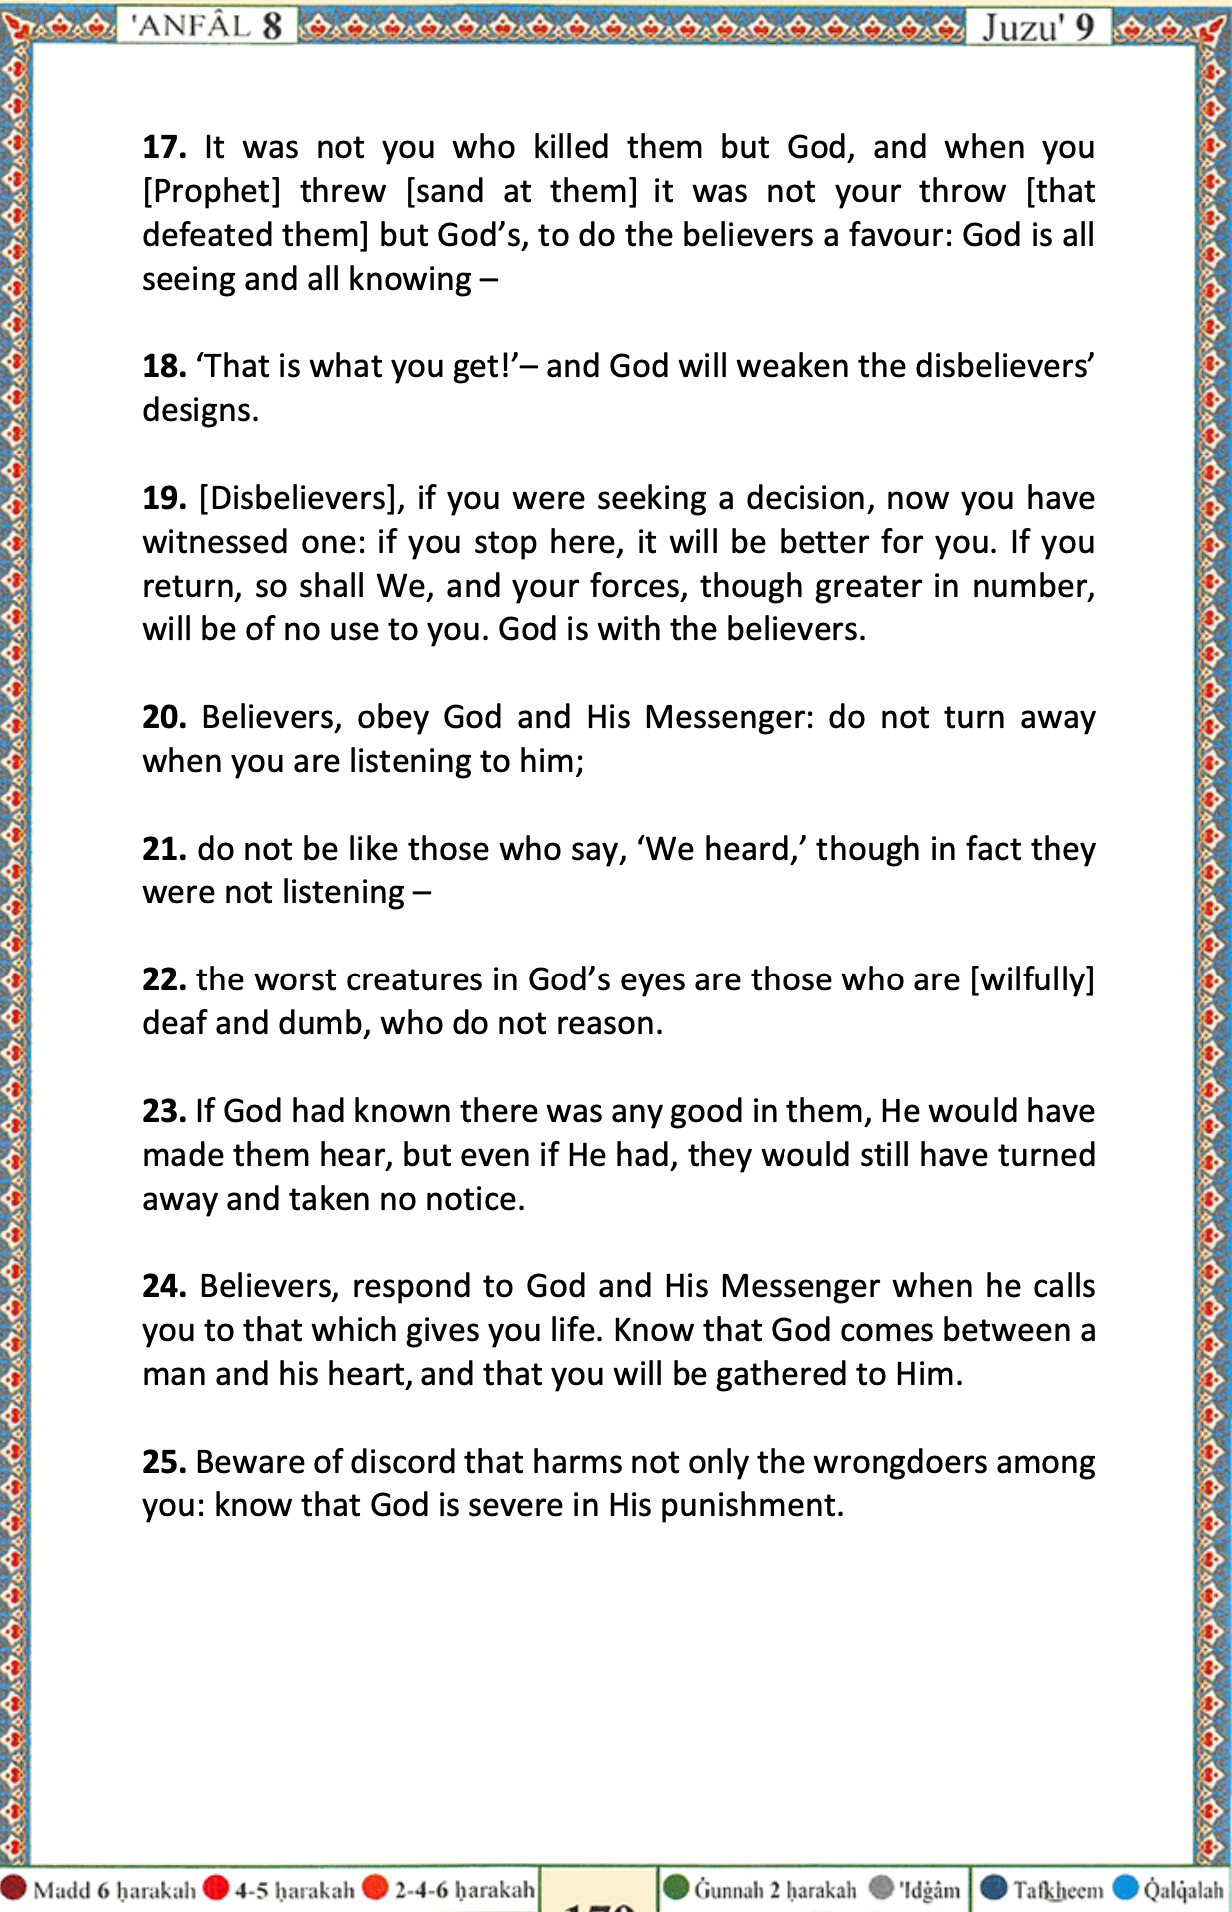 'ANFÂL 8
Juzu' 9
17. It was not you who killed them but God, and when you
[Prophet] threw [sand at them] it was not your throw [that
defeated them] but God’s, to do the believers a favour: God is all
seeing and all knowing –
18. ‘That is what you get!’– and God will weaken the disbelievers’
designs.
19. [Disbelievers], if you were seeking a decision, now you have
witnessed one: if you stop here, it will be better for you. If you
return, so shall We, and your forces, though greater in number,
will be of no use to you. God is with the believers.
20. Believers, obey God and His Messenger: do not turn away
when you are listening to him;
21. do not be like those who say, ‘We heard,’ though in fact they
were not listening –
22. the worst creatures in God’s eyes are those who are [wilfully]
deaf and dumb, who do not reason.
23. If God had known there was any good in them, He would have
made them hear, but even if He had, they would still have turned
away and taken no notice.
24. Believers, respond to God and His Messenger when he calls
you to that which gives you life. Know that God comes between a
man and his heart, and that you will be gathered to Him.
25. Beware of discord that harms not only the wrongdoers among
you: know that God is severe in His punishment.
Madd 6 ḥarakah 4-5 ḥarakah 2-4-6 ḥarakah
Ġunnah 2 ḥarakah 'Idġâm
Tafkheem Q̇alq̇alah